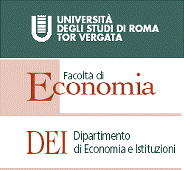 UNIVERSITÀ
DEGLI STUDI DI ROMA
TOR VERGATA
Facoltà di
Economia
DEI Dipartimento
di Economia e Istituzioni